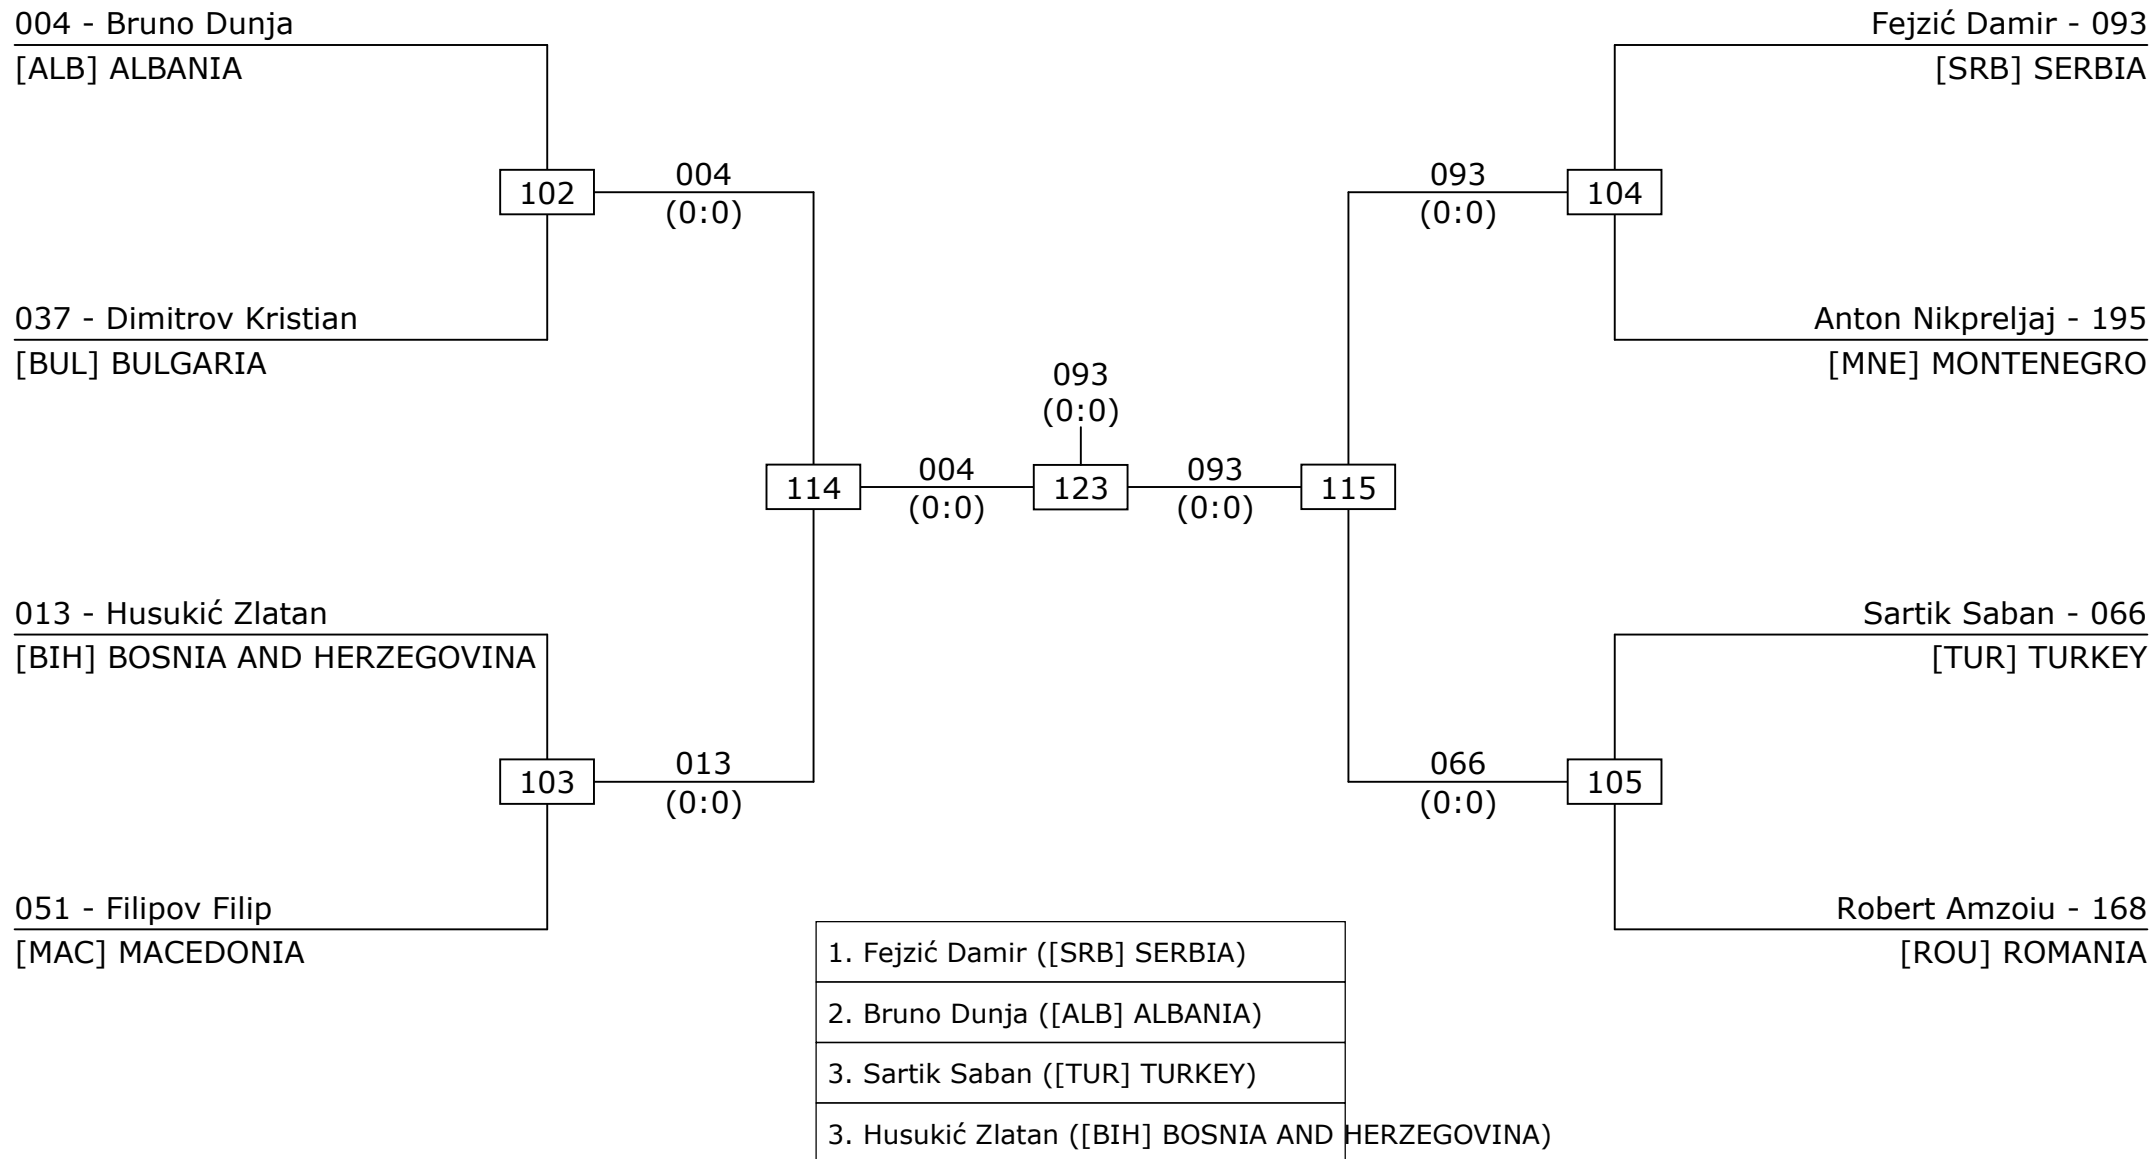 004 - Bruno Dunja
[ALB] ALBANIA
Fejzić Damir - 093
[SRB] SERBIA
102
004
(0:0)
093
(0:0)
104
037 - Dimitrov Kristian
[BUL] BULGARIA
Anton Nikpreljaj - 195
[MNE] MONTENEGRO
093
(0:0)
114
004
(0:0)
123
093
(0:0)
115
013 - Husukić Zlatan
[BIH] BOSNIA AND HERZEGOVINA
Sartik Saban - 066
[TUR] TURKEY
103
013
(0:0)
066
(0:0)
105
051 - Filipov Filip
[MAC] MACEDONIA
Robert Amzoiu - 168
[ROU] ROMANIA
1. Fejzić Damir ([SRB] SERBIA)
2. Bruno Dunja ([ALB] ALBANIA)
3. Sartik Saban ([TUR] TURKEY)
3. Husukić Zlatan ([BIH] BOSNIA AND HERZEGOVINA)